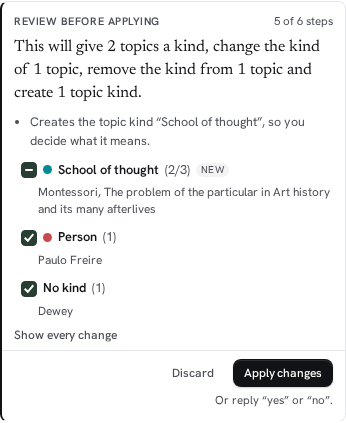 REVIEW BEFORE APPLYING
5 of 6 steps
This will give 2 topics a kind, change the kind
of 1 topic, remove the kind from 1 topic and
create 1 topic kind.
• Creates the topic kind “School of thought”, so you
decide what it means.
School of thought (2/3) NEW
Montessori, The problem of the particular in Art history
and its many afterlives
Person (1)
Paulo Freire
No kind (1)
Dewey
Show every change
Discard
Apply changes
Or reply “yes” or “no”.